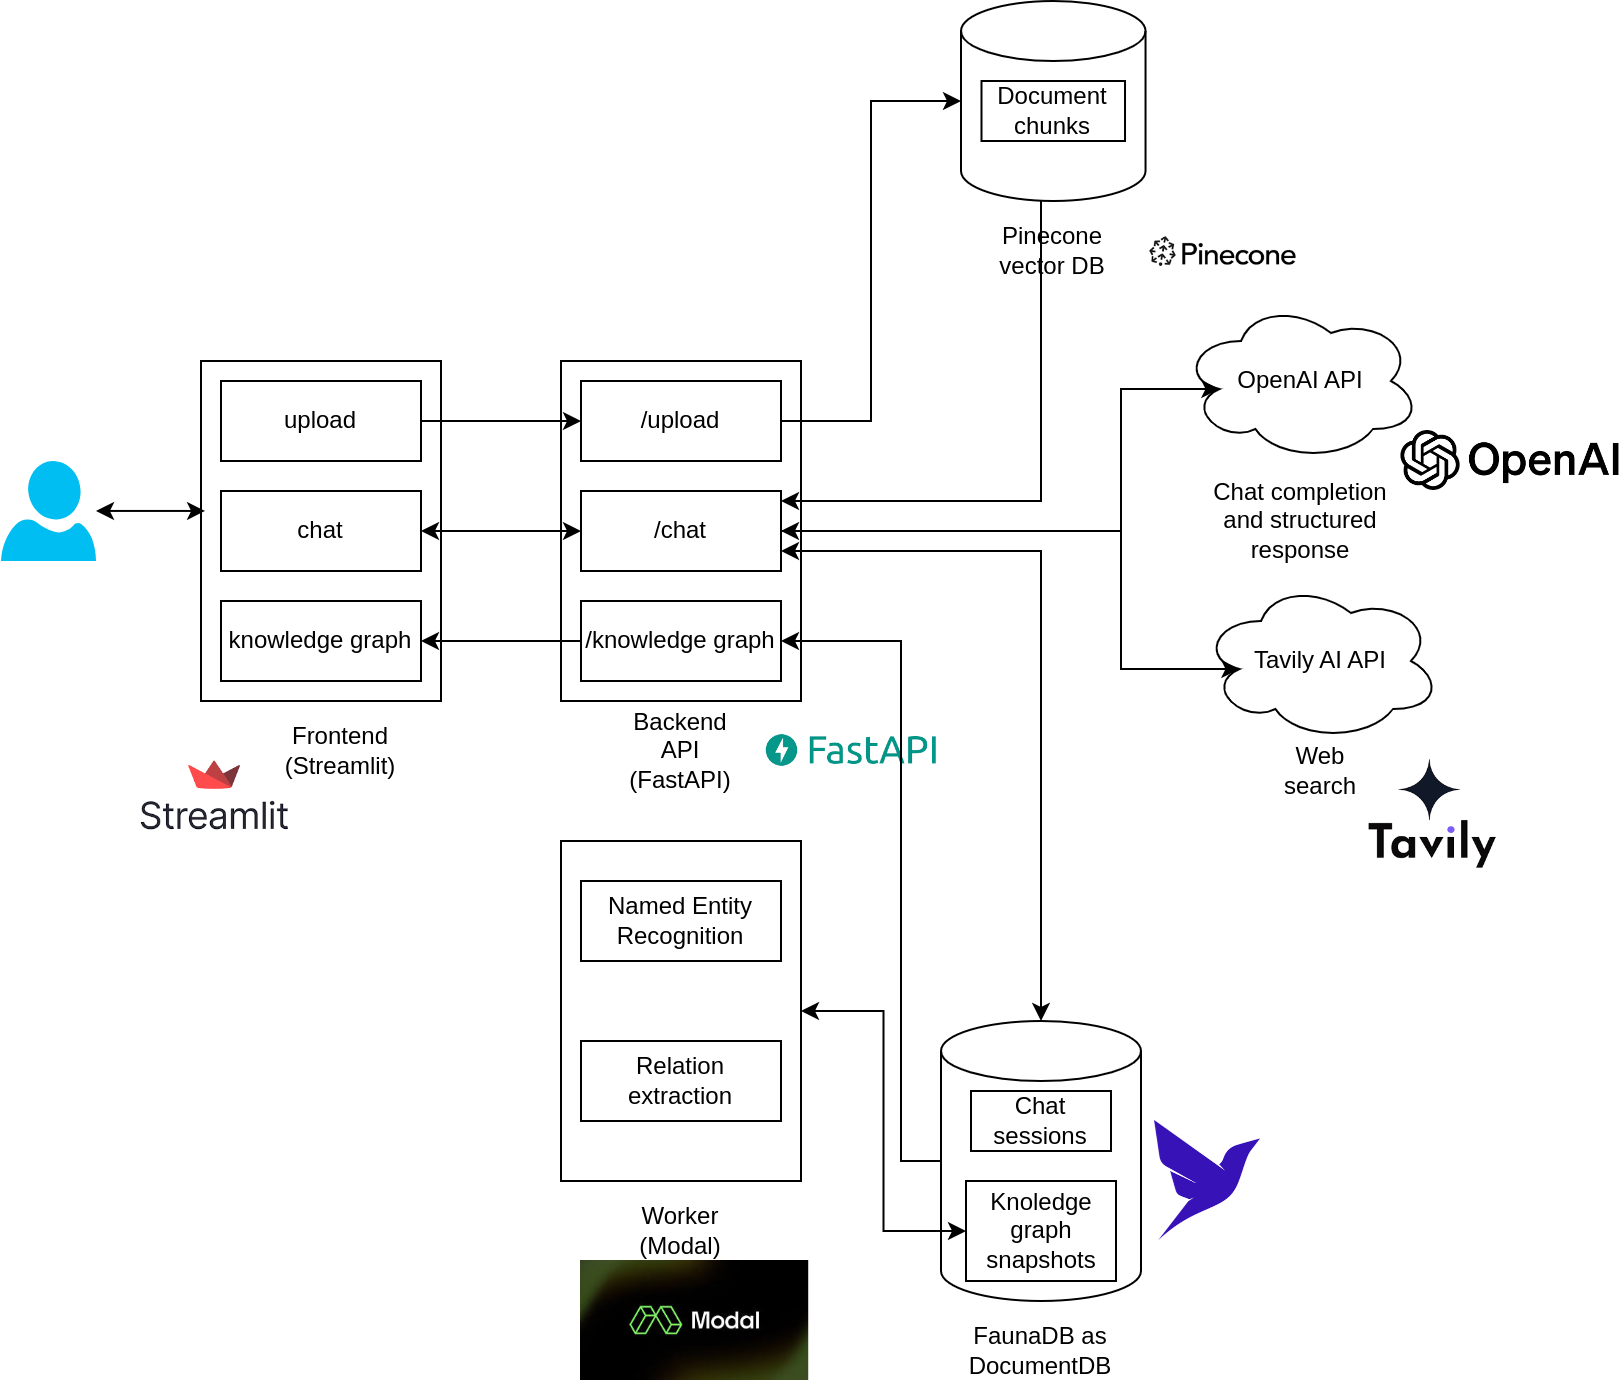 Document
chunks
Pinecone
vector DB
Pinecone
OpenAI API
OpenAI
Chat completion
and structured
response
upload
/upload
chat
/chat
knowledge graph
/knowledge graph
Tavily AI API
Web
search
Tavily
Frontend
(Streamlit)
Streamlit
Backend
API
(FastAPI)
FastAPI
Named Entity
Recognition
Relation
extraction
Worker
(Modal)
Modal
Chat
sessions
Knoledge
graph
snapshots
FaunaDB as
DocumentDB